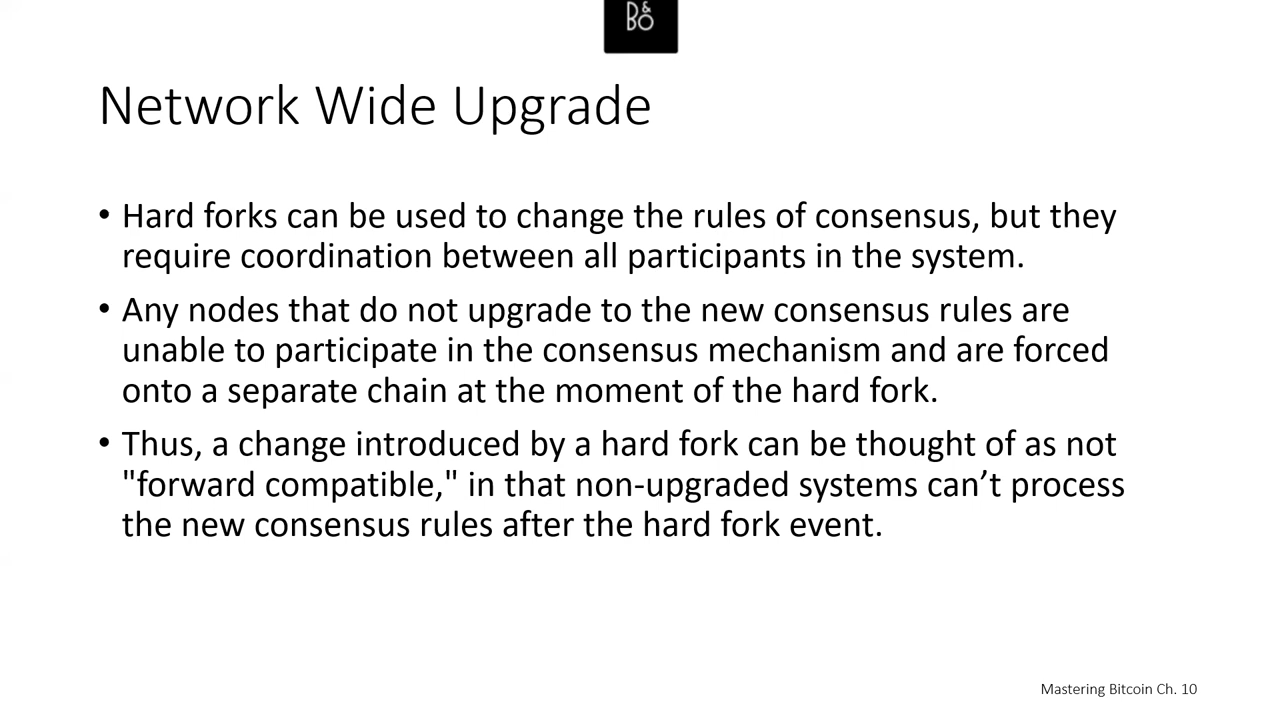 B&O
Network Wide Upgrade
• Hard forks can be used to change the rules of consensus, but they
require coordination between all participants in the system.
• Any nodes that do not upgrade to the new consensus rules are
unable to participate in the consensus mechanism and are forced
onto a separate chain at the moment of the hard fork.
• Thus, a change introduced by a hard fork can be thought of as not
"forward compatible," in that non-upgraded systems can’t process
the new consensus rules after the hard fork event.
Mastering Bitcoin Ch. 10